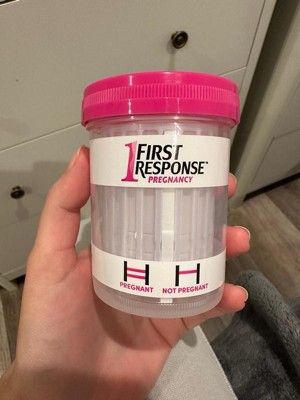 1 FIRST
RESPONSE™
PREGNANCY
PREGNANT NOT PREGNANT